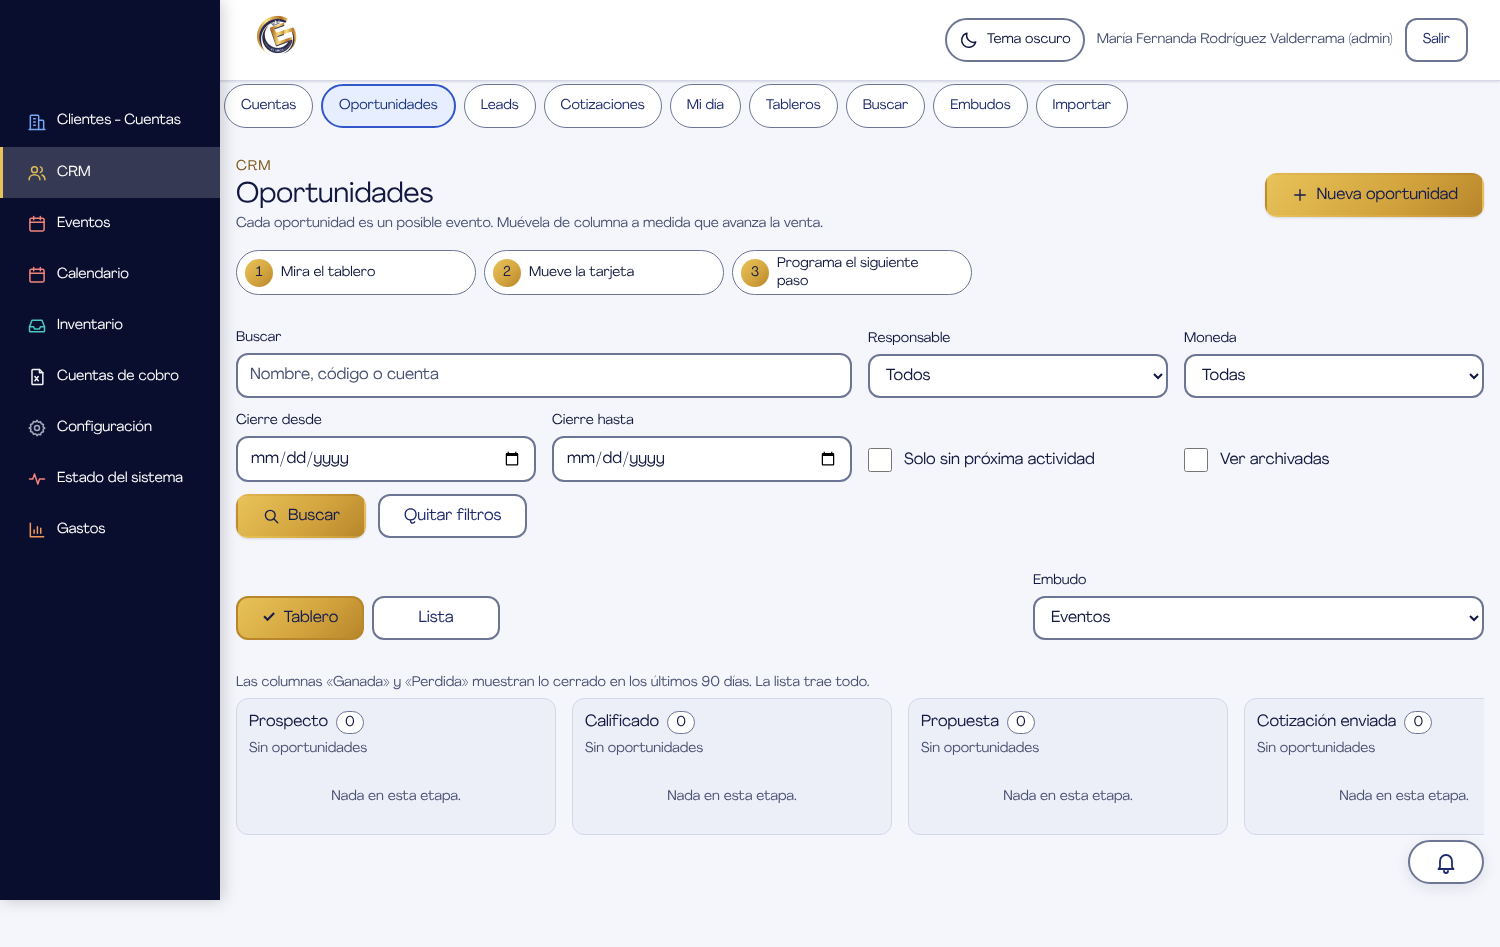 Tema oscuro
María Fernanda Rodríguez Valderrama (admin)
Salir
Clientes - Cuentas
CRM
Eventos
Calendario
Inventario
Cuentas de cobro
Configuración
Estado del sistema
Gastos
Cuentas
Oportunidades
Leads
Cotizaciones
Mi día
Tableros
Buscar
Embudos
Importar
CRM
Oportunidades
Cada oportunidad es un posible evento. Muévela de columna a medida que avanza la venta.
Nueva oportunidad
1 Mira el tablero
2 Mueve la tarjeta
3 Programa el siguiente
paso
Buscar
Nombre, código o cuenta
Responsable
Todos
Moneda
Todas
Cierre desde
mm/dd/yyyy
Cierre hasta
mm/dd/yyyy
Solo sin próxima actividad
Ver archivadas
Buscar
Quitar filtros
Tablero
Lista
Embudo
Eventos
Las columnas «Ganada» y «Perdida» muestran lo cerrado en los últimos 90 días. La lista trae todo.
Prospecto 0
Sin oportunidades
Nada en esta etapa.
Calificado 0
Sin oportunidades
Nada en esta etapa.
Propuesta 0
Sin oportunidades
Nada en esta etapa.
Cotización enviada 0
Sin oportunidades
Nada en esta etapa.